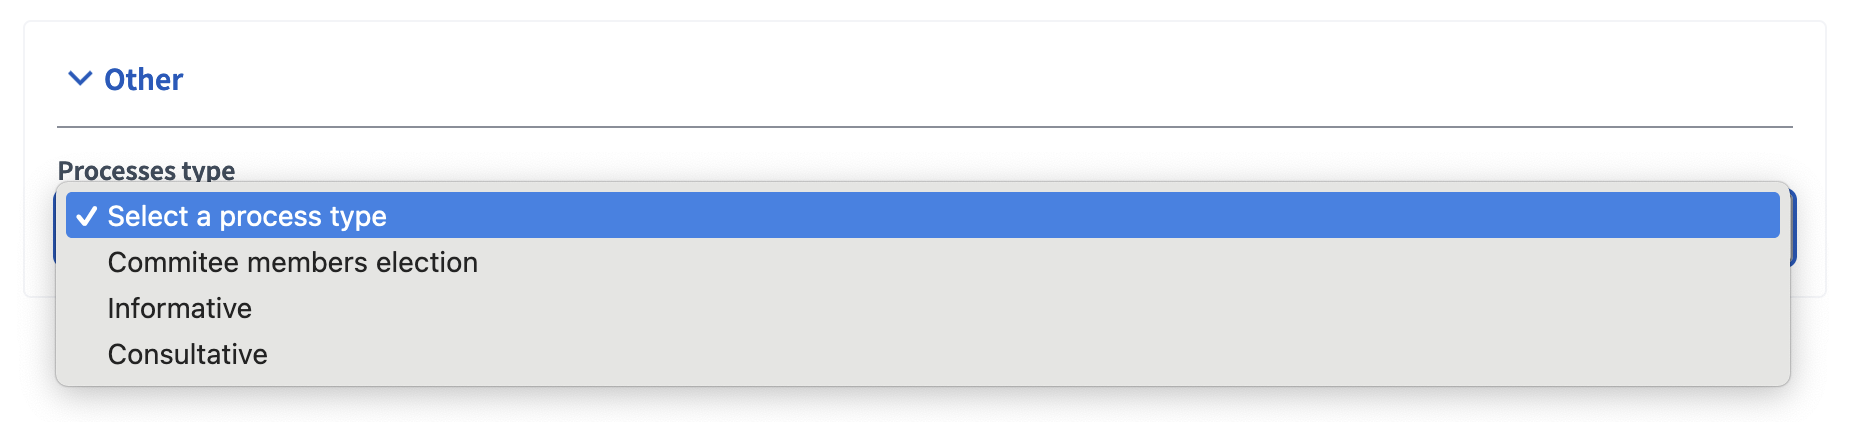 Other
Processes type
Select a process type
Commitee members election
Informative
Consultative